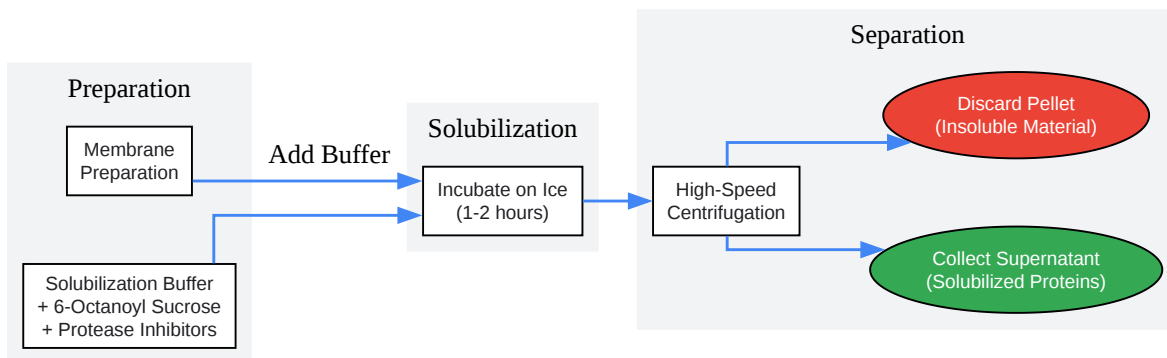 Preparation
Membrane
Preparation
Solubilization Buffer
+ 6-Octanoyl Sucrose
+ Protease Inhibitors
Add Buffer
Solubilization
Incubate on Ice
(1-2 hours)
Separation
High-Speed
Centrifugation
Discard Pellet
(Insoluble Material)
Collect Supernatant
(Solubilized Proteins)